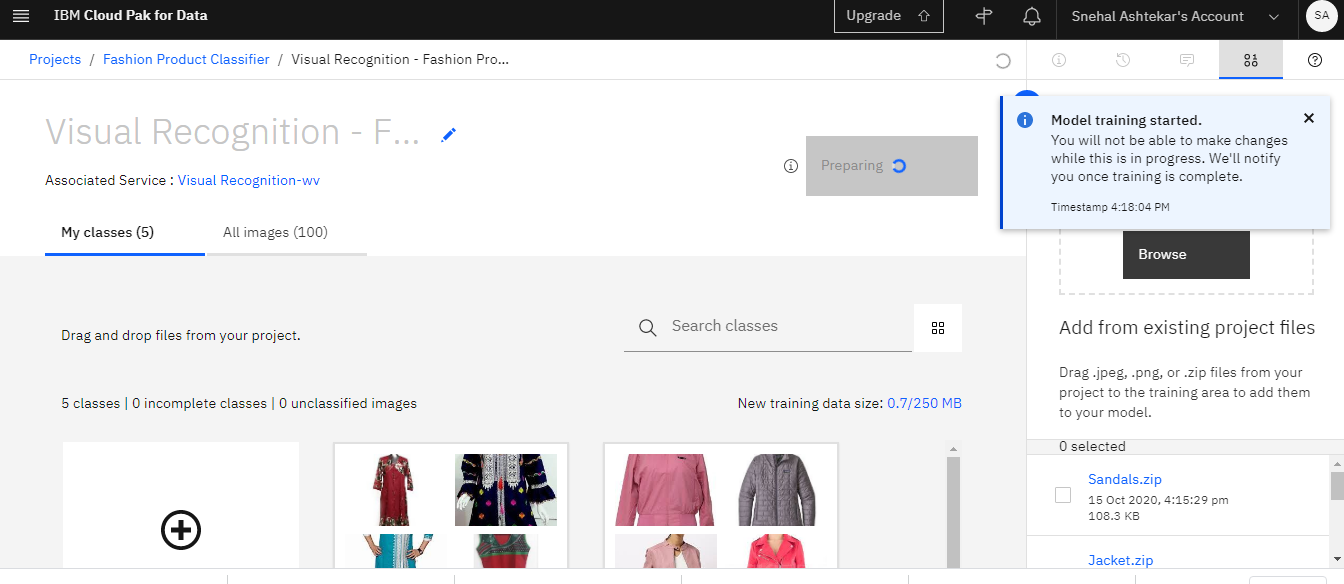 IBM Cloud Pak for Data
Upgrade
Snehal Ashtekar's Account
SA
Projects / Fashion Product Classifier / Visual Recognition - Fashion Pro...
Visual Recognition - F...
Associated Service : Visual Recognition-wv
Preparing
Model training started.
You will not be able to make changes
while this is in progress. We'll notify
you once training is complete.
Timestamp 4:18:04 PM
My classes (5)
All images (100)
Browse
Drag and drop files from your project.
Search classes
5 classes | 0 incomplete classes | 0 unclassified images
New training data size: 0.7/250 MB
Add from existing project files
Drag .jpeg, .png, or .zip files from your
project to the training area to add them
to your model.
0 selected
Sandals.zip
15 Oct 2020, 4:15:29 pm
108.3 KB
Jacket.zip